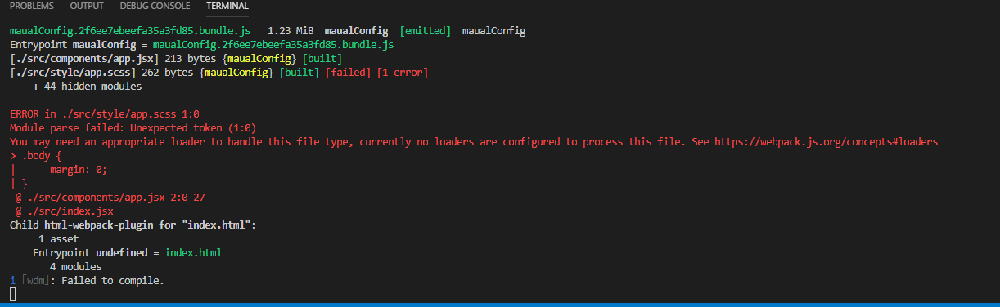 PROBLEMS OUTPUT DEBUG CONSOLE TERMINAL
maualConfig.2f6ee7ebeefa35a3fd85.bundle.js 1.23 MiB maualConfig [emitted] maualConfig
Entrypoint maualConfig = maualConfig.2f6ee7ebeefa35a3fd85.bundle.js
[./src/components/app.jsx] 213 bytes {maualConfig} [built]
[./src/style/app.scss] 262 bytes {maualConfig} [built] [failed] [1 error]
+ 44 hidden modules
ERROR in ./src/style/app.scss 1:0
Module parse failed: Unexpected token (1:0)
You may need an appropriate loader to handle this file type, currently no loaders are configured to process this file. See https://webpack.js.org/concepts#loaders
> .body {
| margin: 0;
| }
@ ./src/components/app.jsx 2:0-27
@ ./src/index.jsx
Child html-webpack-plugin for "index.html":
1 asset
Entrypoint undefined = index.html
4 modules
i 「wdm」: Failed to compile.